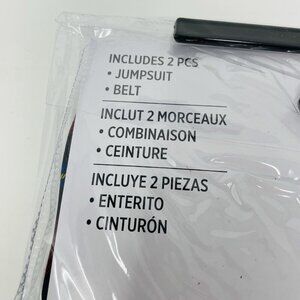 INCLUDES 2 PCS
• JUMPSUIT
• BELT
INCLUT 2 MORCEAUX
• COMBINAISON
• CEINTURE
INCLUYE 2 PIEZAS
• ENTERITO
• CINTURÓN